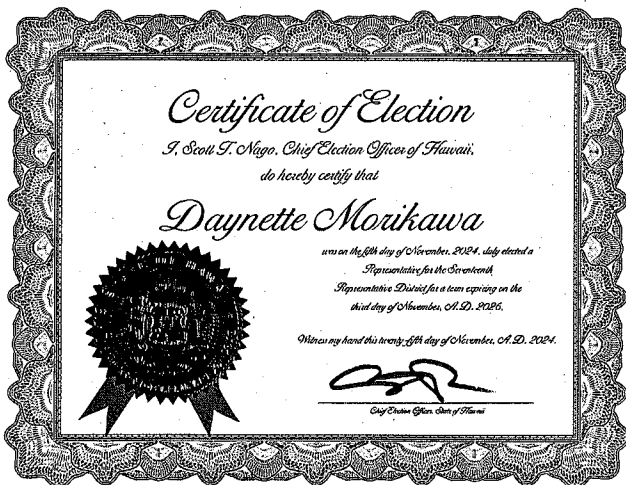 Certificate of Election
I, Scott T. Nago, Chief Election Officer of Hawaii,
do hereby certify that
Daynette Morikawa
was on the fifth day of November, 2024, duly elected a
Representative for the Seventeenth
Representative District for a term expiring on the
third day of November, A.D. 2026.
Witness my hand this twenty-fifth day of November, A.D. 2024.
Chief Election Officer, State of Hawaii